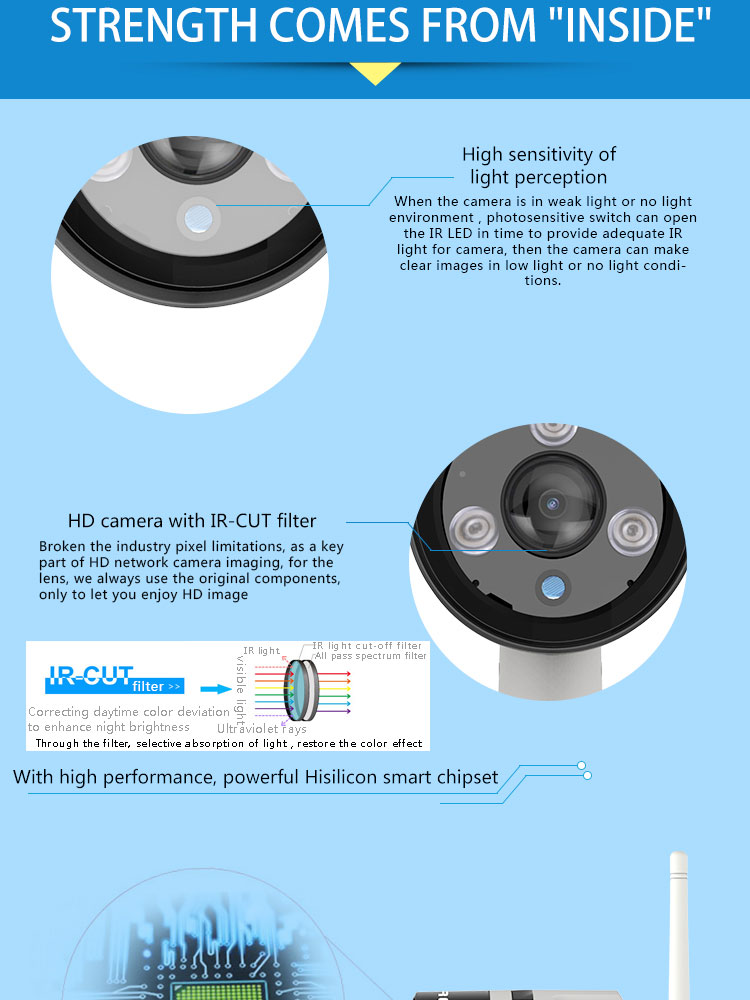 STRENGTH COMES FROM "INSIDE"
High sensitivity of
light perception
When the camera is in weak light or no light
environment , photosensitive switch can open
the IR LED in time to provide adequate IR
light for camera, then the camera can make
clear images in low light or no light condi-
tions.
HD camera with IR-CUT filter
Broken the industry pixel limitations, as a key
part of HD network camera imaging, for the
lens, we always use the original components,
only to let you enjoy HD image
IR-CUT
filter >>
IR light
IR light cut-off filter
All pass spectrum filter
visible light
Ultraviolet rays
Correcting daytime color deviation
to enhance night brightness
Through the filter, selective absorption of light , restore the color effect
With high performance, powerful Hisilicon smart chipset